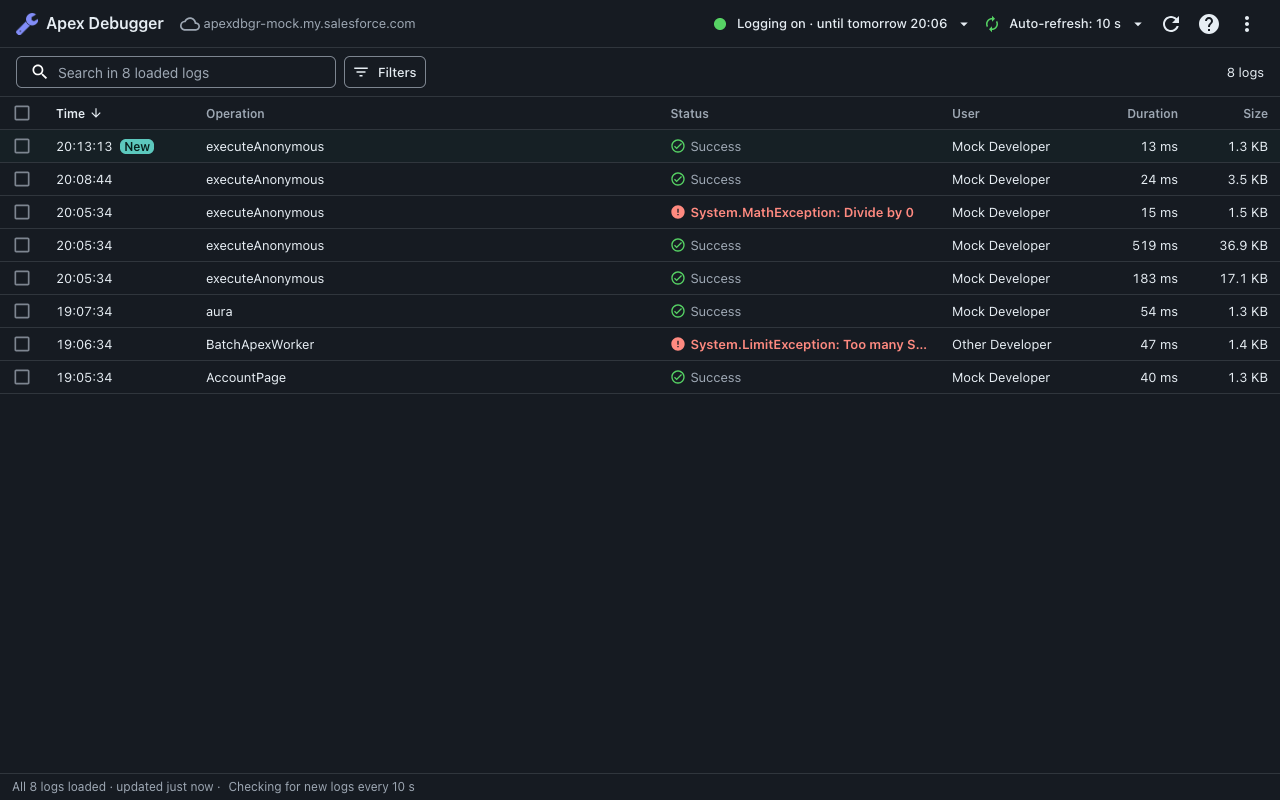 Apex Debugger apexdbgr-mock.my.salesforce.com Logging on · until tomorrow 20:06 Auto-refresh: 10 s
Search in 8 loaded logs Filters 8 logs
Time Operation Status User Duration Size
20:13:13 New executeAnonymous Success Mock Developer 13 ms 1.3 KB
20:08:44 executeAnonymous Success Mock Developer 24 ms 3.5 KB
20:05:34 executeAnonymous System.MathException: Divide by 0 Mock Developer 15 ms 1.5 KB
20:05:34 executeAnonymous Success Mock Developer 519 ms 36.9 KB
20:05:34 executeAnonymous Success Mock Developer 183 ms 17.1 KB
19:07:34 aura Success Mock Developer 54 ms 1.3 KB
19:06:34 BatchApexWorker System.LimitException: Too many S... Other Developer 47 ms 1.4 KB
19:05:34 AccountPage Success Mock Developer 40 ms 1.3 KB
All 8 logs loaded · updated just now · Checking for new logs every 10 s